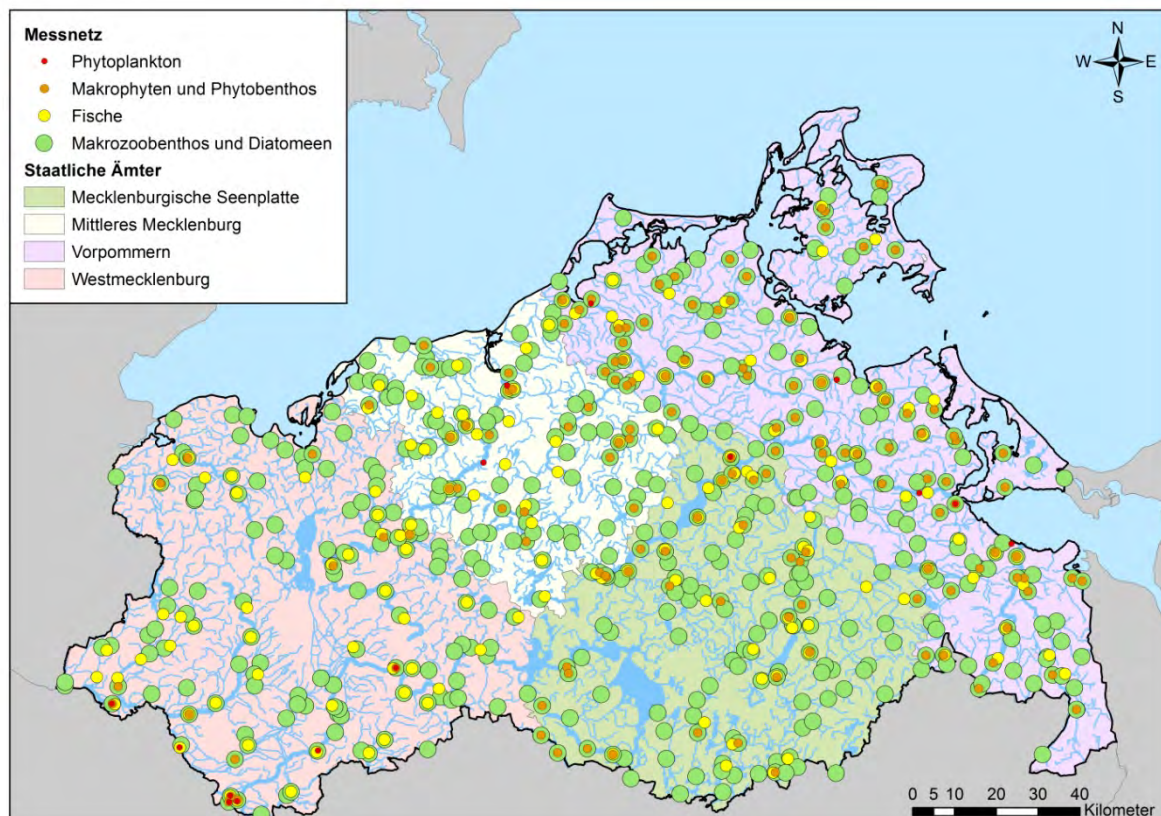 Messnetz
Phytoplankton
Makrophyten und Phytobenthos
Fische
Makrozoobenthos und Diatomeen
Staatliche Ämter
Mecklenburgische Seenplatte
Mittleres Mecklenburg
Vorpommern
Westmecklenburg
N
W E
S
0 5 10 20 30 40
Kilometer